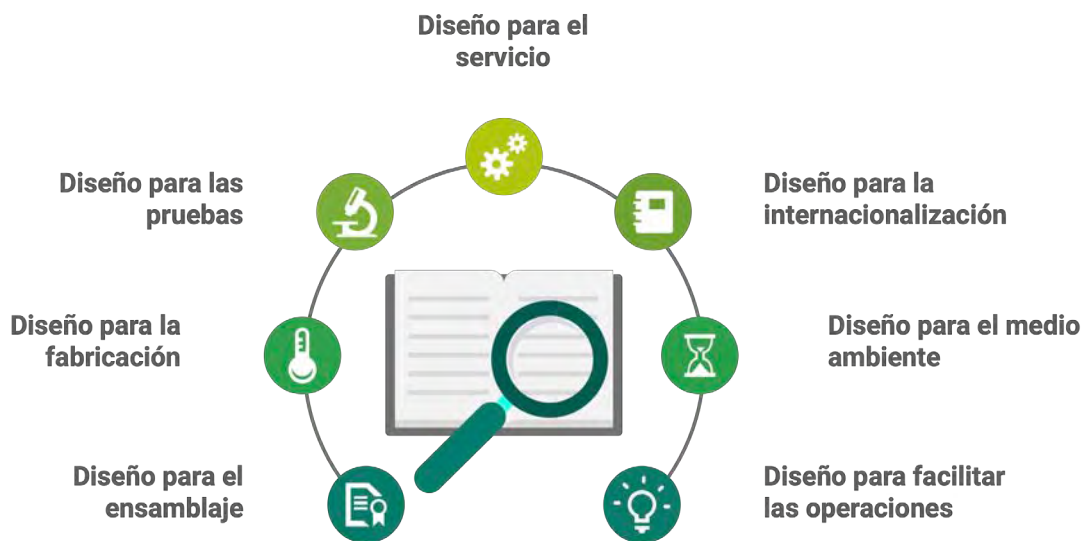 Diseño para el
servicio
Diseño para las
pruebas
Diseño para la
internacionalización
Diseño para la
fabricación
Diseño para el medio
ambiente
Diseño para el
ensamblaje
Diseño para facilitar
las operaciones